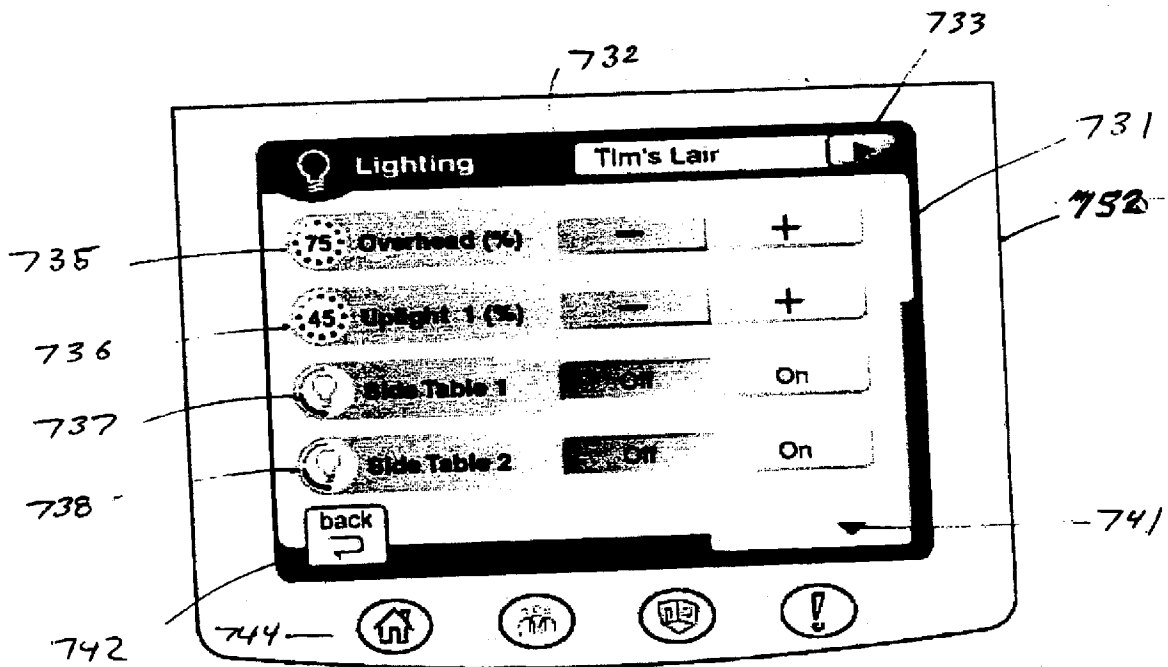 733
732
731
Lighting Tim's Lair
752
735 75 Overhead (%) − +
736 45 Uplight 1 (%) − +
737 Side Table 1 Off On
738 Side Table 2 Off On
back
741
742
744
!